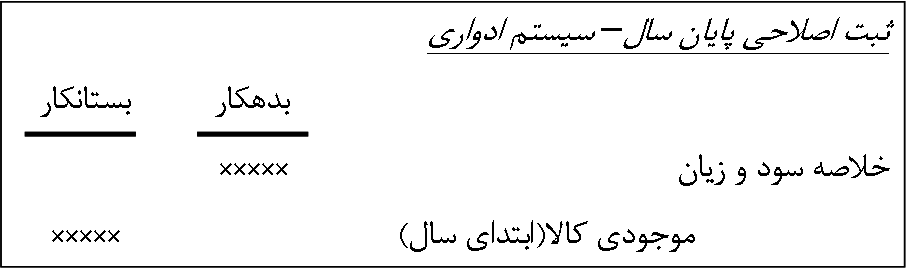 ثبت اصلاحی پایان سال – سیستم ادواری
بدهکار بستانکار
خلاصه سود و زیان ×××××
موجودی کالا(ابتدای سال) ×××××